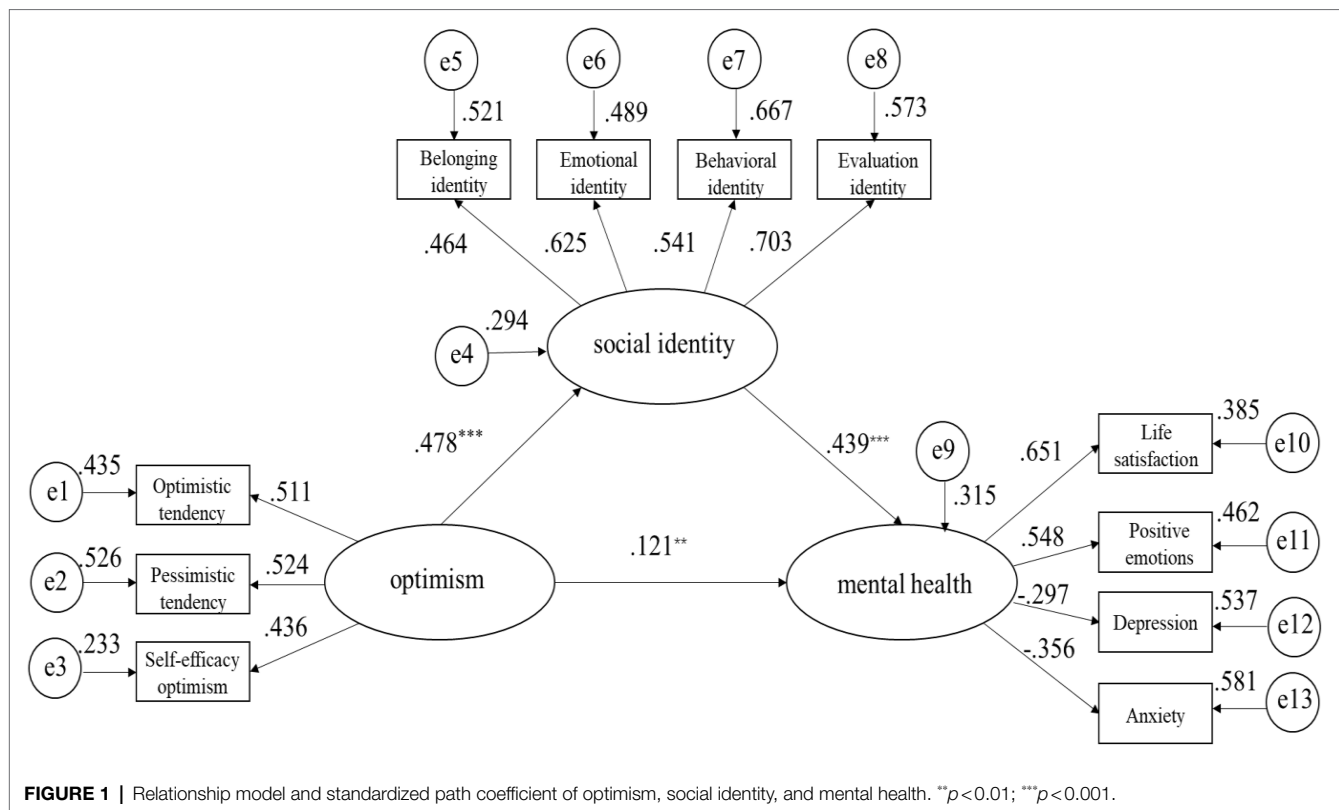 e5
e6
e7
e8
.521
.489
.667
.573
Belonging
identity
Emotional
identity
Behavioral
identity
Evaluation
identity
.464
.625
.541
.703
e4
.294
social identity
.478***
.439***
e9
.315
e1
.435
Optimistic
tendency
.511
e2
.526
Pessimistic
tendency
.524
e3
.233
Self-efficacy
optimism
.436
optimism
.121**
mental health
.651
Life
satisfaction
.385
e10
.548
Positive
emotions
.462
e11
-.297
Depression
.537
e12
-.356
Anxiety
.581
e13
FIGURE 1 | Relationship model and standardized path coefficient of optimism, social identity, and mental health. **p<0.01; ***p<0.001.